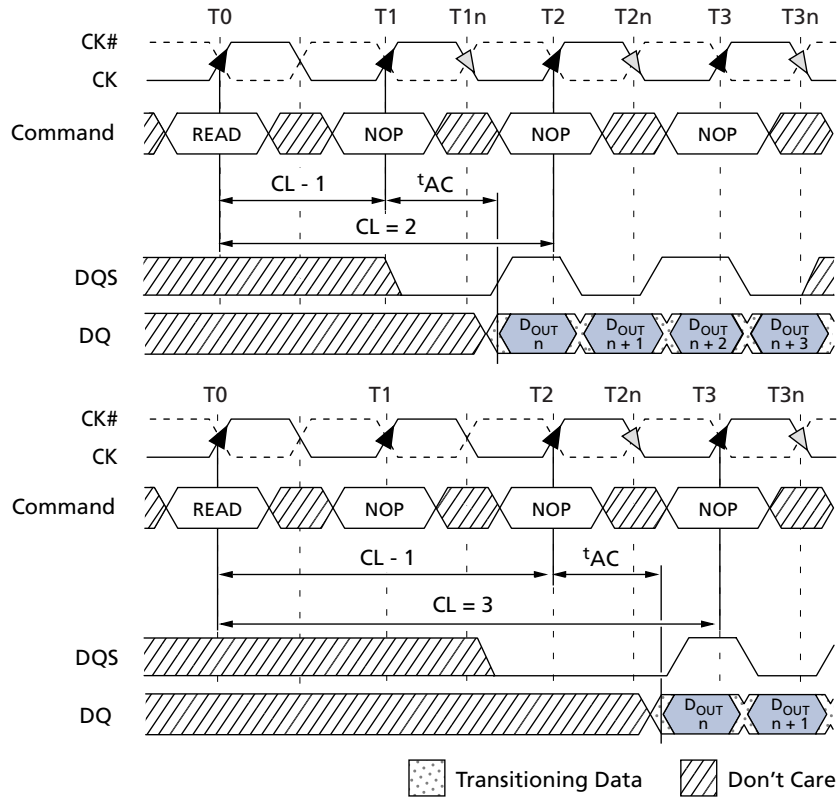 T0 T1 T1n T2 T2n T3 T3n
CK#
CK
Command READ NOP NOP NOP
CL - 1 tAC
CL = 2
DQS
DQ DOUT n DOUT n + 1 DOUT n + 2 DOUT n + 3
T0 T1 T2 T2n T3 T3n
CK#
CK
Command READ NOP NOP NOP
CL - 1 tAC
CL = 3
DQS
DQ DOUT n DOUT n + 1
Transitioning Data Don't Care